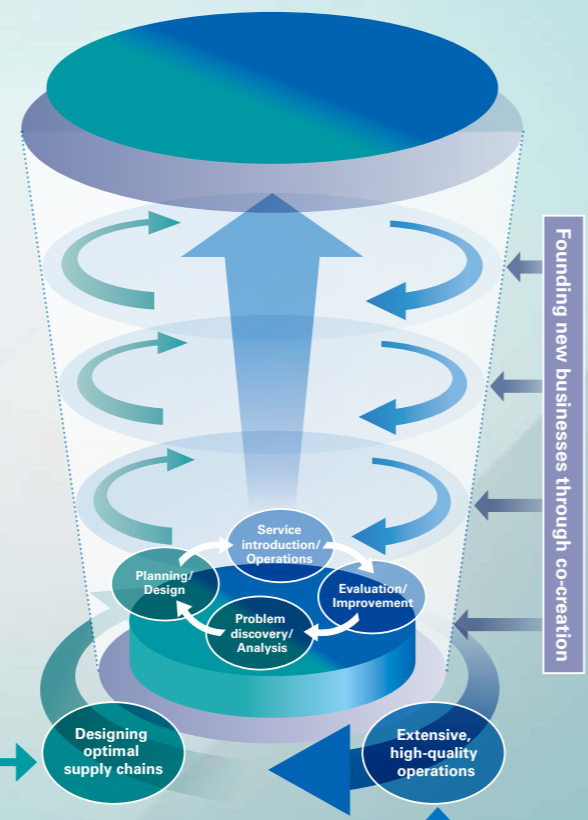 Founding new businesses through co-creation
Service
introduction/
Operations
Planning/
Design
Evaluation/
Improvement
Problem
discovery/
Analysis
Designing
optimal
supply chains
Extensive,
high-quality
operations